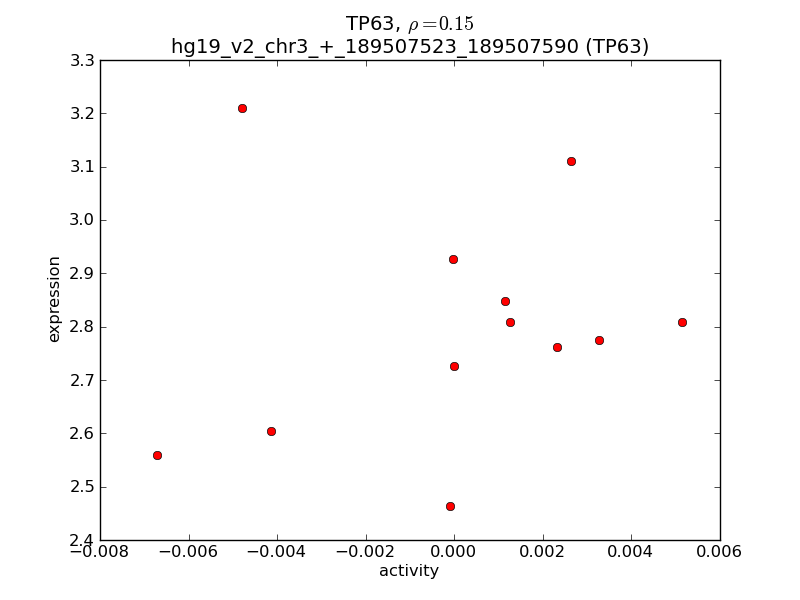 TP63, ρ=0.15
hg19_v2_chr3_+_189507523_189507590 (TP63)
3.3
3.2
3.1
3.0
2.9
2.8
2.7
2.6
2.5
2.4
expression
−0.008 −0.006 −0.004 −0.002 0.000 0.002 0.004 0.006
activity